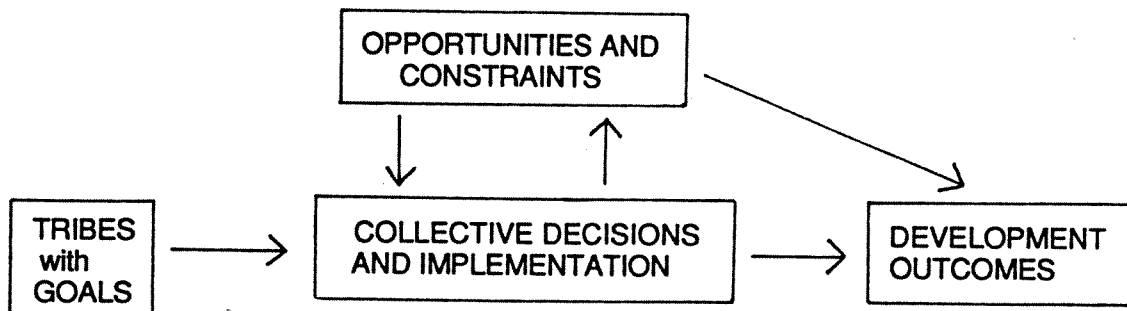 OPPORTUNITIES AND
CONSTRAINTS
TRIBES
with
GOALS
COLLECTIVE DECISIONS
AND IMPLEMENTATION
DEVELOPMENT
OUTCOMES